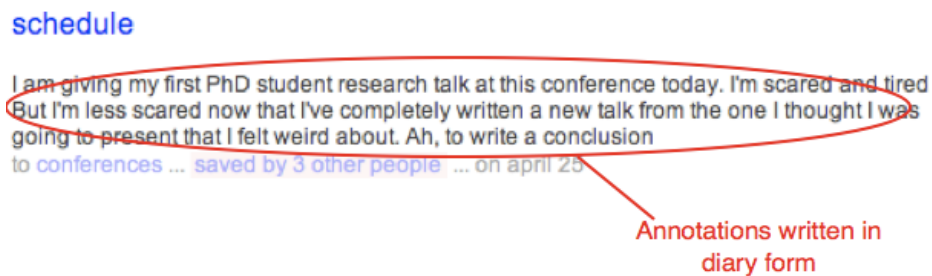 schedule
I am giving my first PhD student research talk at this conference today. I'm scared and tired
But I'm less scared now that I've completely written a new talk from the one I thought I was
going to present that I felt weird about. Ah, to write a conclusion
to conferences ... saved by 3 other people ... on april 25
Annotations written in
diary form